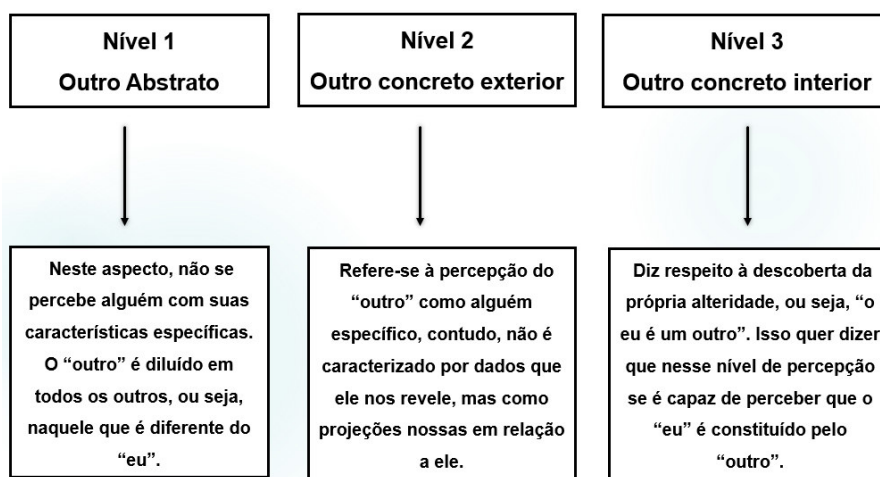 Nível 1
Outro Abstrato
Nível 2
Outro concreto exterior
Nível 3
Outro concreto interior
Neste aspecto, não se
percebe alguém com suas
características específicas.
O “outro” é diluído em
todos os outros, ou seja,
naquele que é diferente do
“eu”.
Refere-se à percepção do
“outro” como alguém
específico, contudo, não é
caracterizado por dados que
ele nos revele, mas como
projeções nossas em relação
a ele.
Diz respeito à descoberta da
própria alteridade, ou seja, “o
eu é um outro”. Isso quer dizer
que nesse nível de percepção
se é capaz de perceber que o
“eu” é constituído pelo
“outro”.